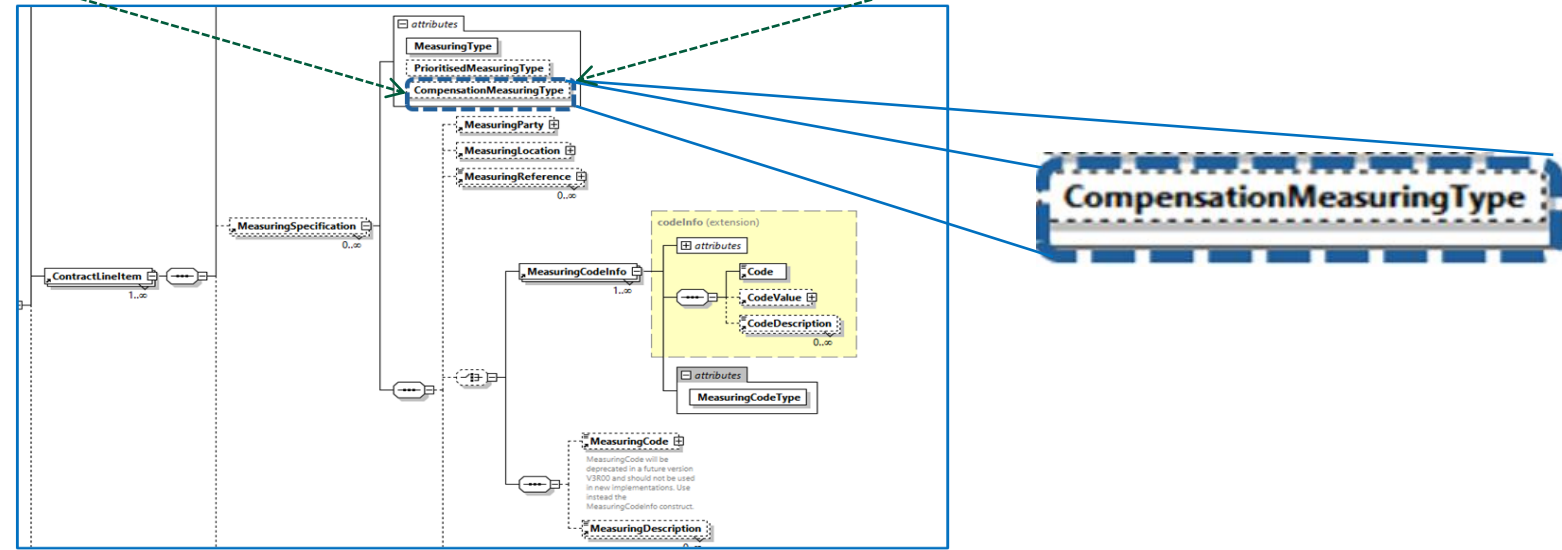 attributes
MeasuringType
PrioritisedMeasuringType
CompensationMeasuringType
MeasuringParty
MeasuringLocation
MeasuringReference
0..∞
MeasuringSpecification
0..∞
ContractLineItem
1..∞
codeInfo (extension)
attributes
MeasuringCodeInfo
1..∞
Code
CodeValue
CodeDescription
0..∞
attributes
MeasuringCodeType
MeasuringCode
MeasuringCode will be
deprecated in a future version
V3R00 and should not be used
in new implementations. Use
instead the
MeasuringCodeInfo construct.
MeasuringDescription
0..∞
CompensationMeasuringType